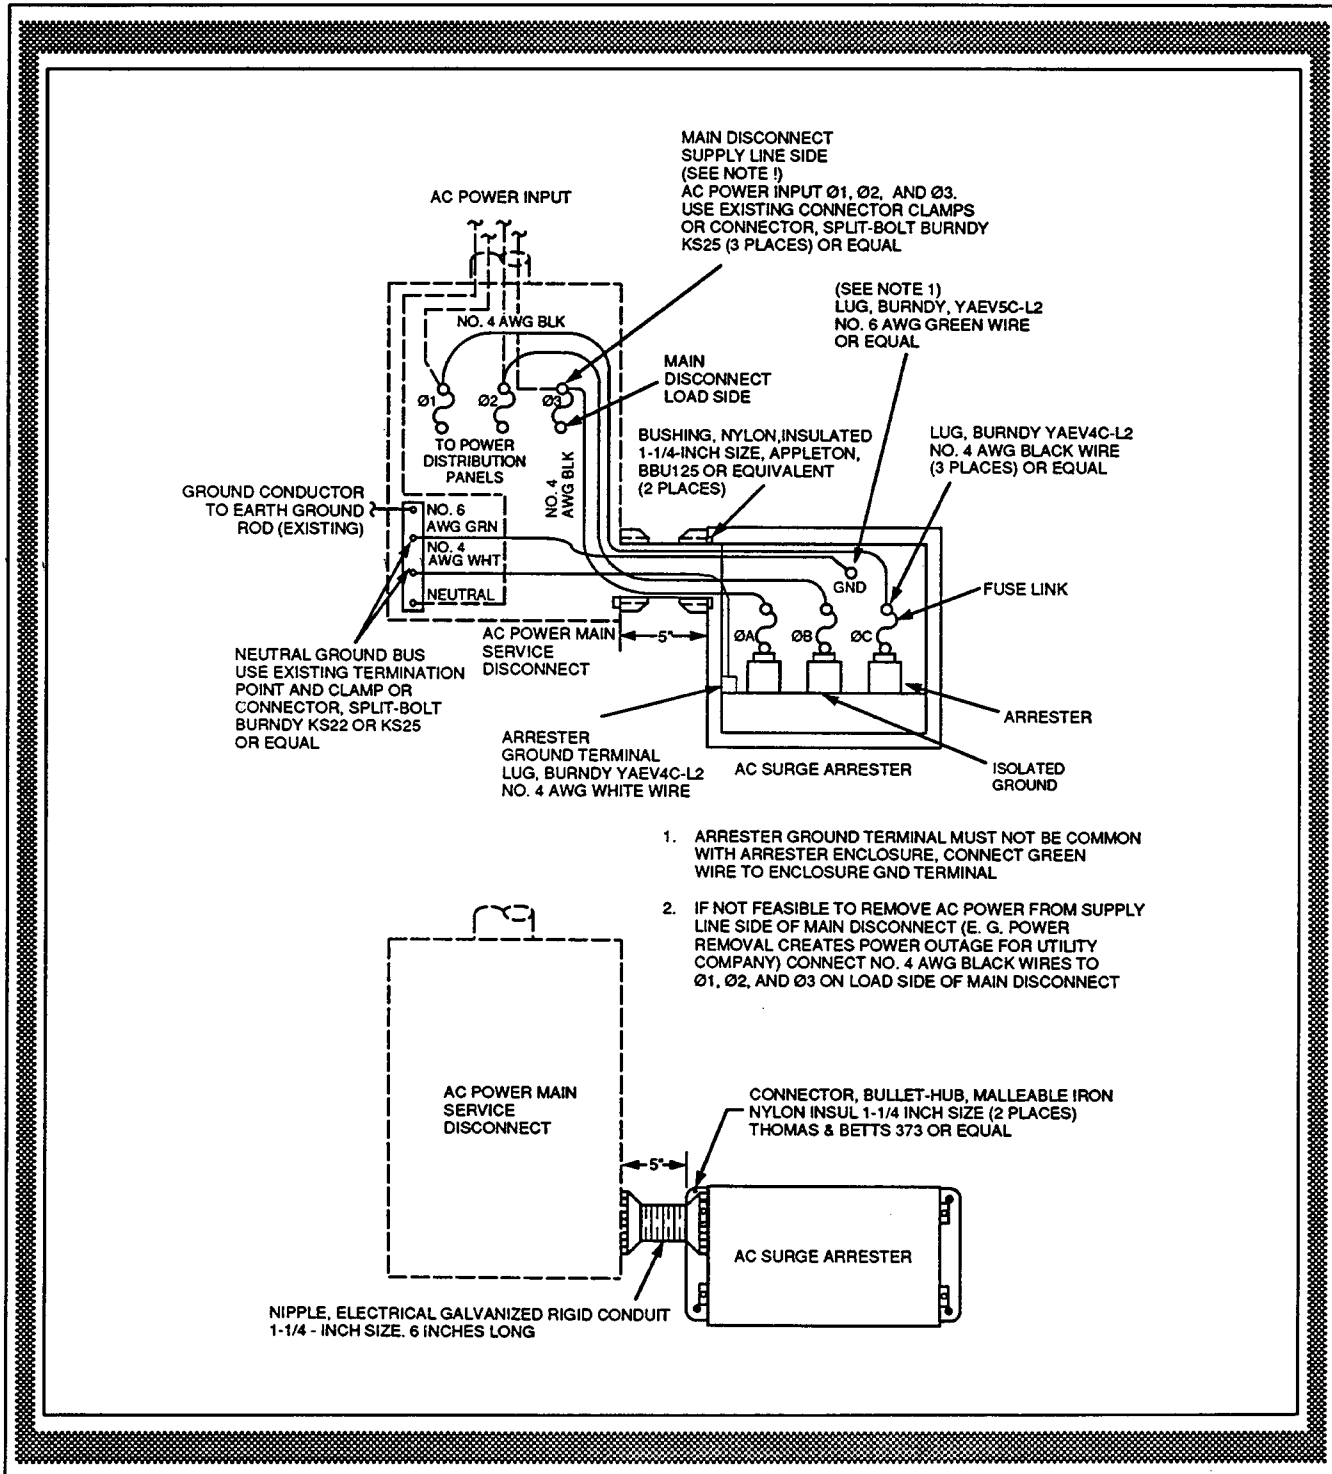 MAIN DISCONNECT
SUPPLY LINE SIDE
(SEE NOTE !)
AC POWER INPUT Ø1, Ø2, AND Ø3.
USE EXISTING CONNECTOR CLAMPS
OR CONNECTOR, SPLIT-BOLT BURNDY
KS25 (3 PLACES) OR EQUAL
AC POWER INPUT
(SEE NOTE 1)
LUG, BURNDY, YAEV5C-L2
NO. 6 AWG GREEN WIRE
OR EQUAL
NO. 4 AWG BLK
MAIN
DISCONNECT
LOAD SIDE
Ø1
Ø2
Ø3
TO POWER
DISTRIBUTION
PANELS
NO. 4
AWG BLK
BUSHING, NYLON,INSULATED
1-1/4-INCH SIZE, APPLETON,
BBU125 OR EQUIVALENT
(2 PLACES)
LUG, BURNDY YAEV4C-L2
NO. 4 AWG BLACK WIRE
(3 PLACES) OR EQUAL
GROUND CONDUCTOR
TO EARTH GROUND
ROD (EXISTING)
NO. 6
AWG GRN
NO. 4
AWG WHT
NEUTRAL
GND
FUSE LINK
ØA
ØB
ØC
5"
AC POWER MAIN
SERVICE
DISCONNECT
NEUTRAL GROUND BUS
USE EXISTING TERMINATION
POINT AND CLAMP OR
CONNECTOR, SPLIT-BOLT
BURNDY KS22 OR KS25
OR EQUAL
ARRESTER
ARRESTER
GROUND TERMINAL
LUG, BURNDY YAEV4C-L2
NO. 4 AWG WHITE WIRE
AC SURGE ARRESTER
ISOLATED
GROUND
1. ARRESTER GROUND TERMINAL MUST NOT BE COMMON
WITH ARRESTER ENCLOSURE, CONNECT GREEN
WIRE TO ENCLOSURE GND TERMINAL
2. IF NOT FEASIBLE TO REMOVE AC POWER FROM SUPPLY
LINE SIDE OF MAIN DISCONNECT (E. G. POWER
REMOVAL CREATES POWER OUTAGE FOR UTILITY
COMPANY) CONNECT NO. 4 AWG BLACK WIRES TO
Ø1, Ø2, AND Ø3 ON LOAD SIDE OF MAIN DISCONNECT
AC POWER MAIN
SERVICE
DISCONNECT
CONNECTOR, BULLET-HUB, MALLEABLE IRON
NYLON INSUL 1-1/4 INCH SIZE (2 PLACES)
THOMAS & BETTS 373 OR EQUAL
5"
AC SURGE ARRESTER
NIPPLE, ELECTRICAL GALVANIZED RIGID CONDUIT
1-1/4 - INCH SIZE. 6 INCHES LONG